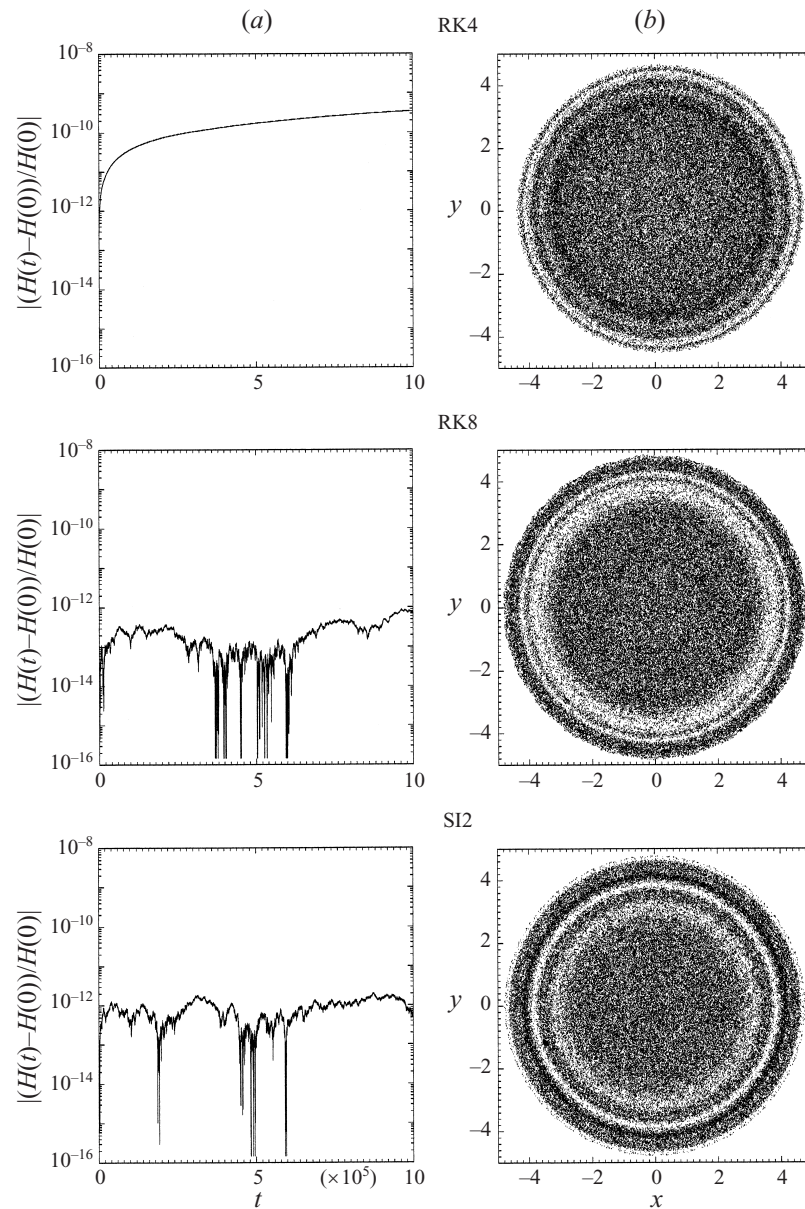 (a)
(b)
RK4
10⁻⁸
10⁻¹⁰
10⁻¹²
10⁻¹⁴
10⁻¹⁶
|(H(t)–H(0))/H(0)|
0 5 10
4
2
y 0
–2
–4
–4 –2 0 2 4
RK8
10⁻⁸
10⁻¹⁰
10⁻¹²
10⁻¹⁴
10⁻¹⁶
|(H(t)–H(0))/H(0)|
0 5 10
4
2
y 0
–2
–4
–4 –2 0 2 4
SI2
10⁻⁸
10⁻¹⁰
10⁻¹²
10⁻¹⁴
10⁻¹⁶
|(H(t)–H(0))/H(0)|
0 5 (×10⁵) 10
t
4
2
y 0
–2
–4
–4 –2 0 2 4
x